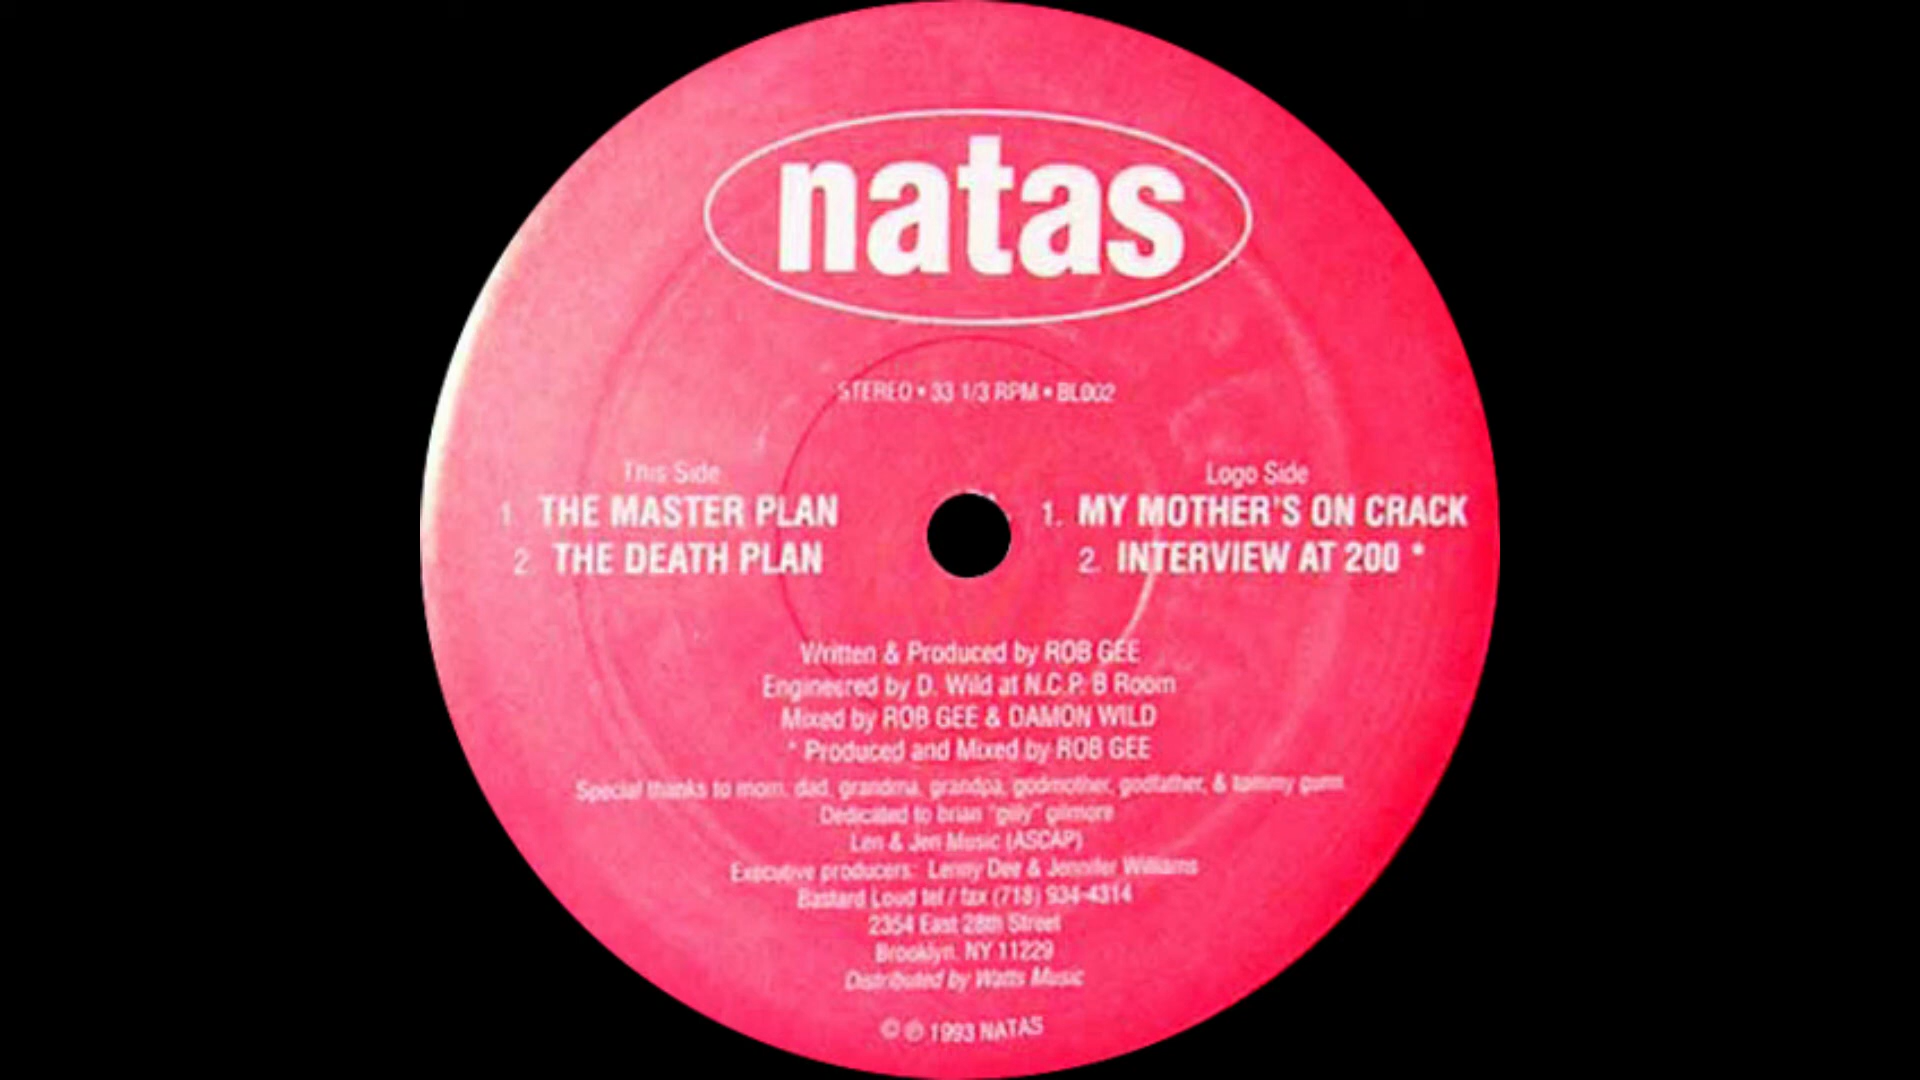 natas
STEREO • 33 1/3 RPM • BL002
This Side
1. THE MASTER PLAN
2. THE DEATH PLAN
Logo Side
1. MY MOTHER'S ON CRACK
2. INTERVIEW AT 200 *
Written & Produced by ROB GEE
Engineered by D. Wild at N.C.P. B Room
Mixed by ROB GEE & DAMON WILD
* Produced and Mixed by ROB GEE
Special thanks to mom, dad, grandma, grandpa, godmother, godfather, & tommy gunn
Dedicated to brian "gilly" gilmore
Len & Jen Music (ASCAP)
Executive producers: Lenny Dee & Jennifer Williams
Bastard Loud tel / fax (718) 934-4314
2354 East 28th Street
Brooklyn, NY 11229
Distributed by Watts Music
© ℗ 1993 NATAS